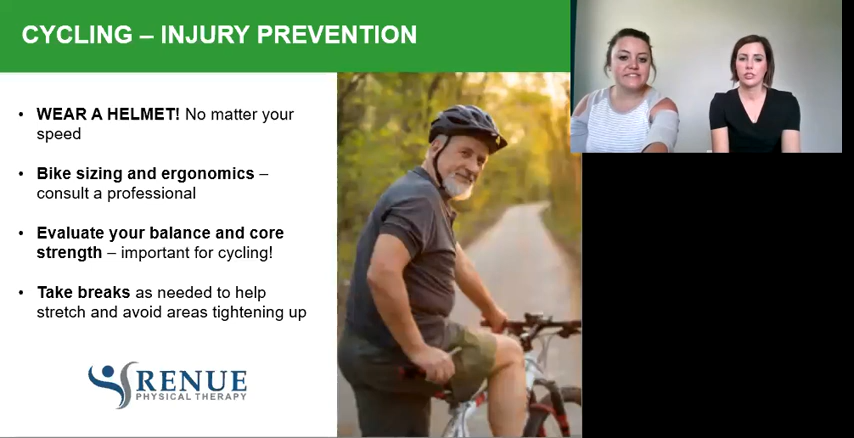 CYCLING – INJURY PREVENTION
• WEAR A HELMET! No matter your
speed
• Bike sizing and ergonomics –
consult a professional
• Evaluate your balance and core
strength – important for cycling!
• Take breaks as needed to help
stretch and avoid areas tightening up
RENUE
PHYSICAL THERAPY